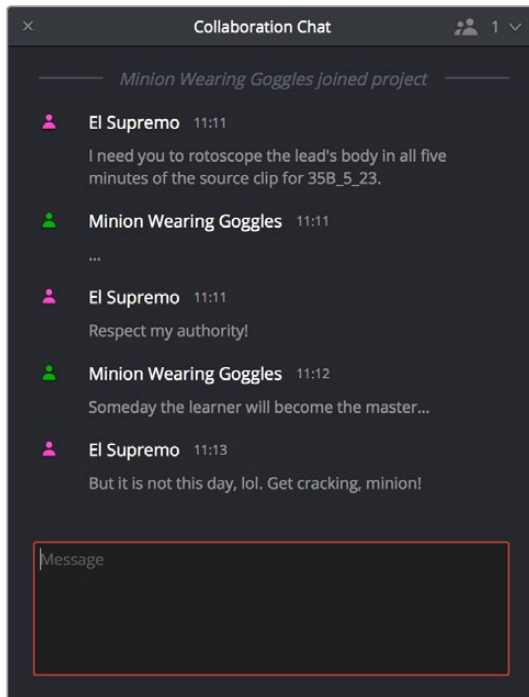 Collaboration Chat 1
Minion Wearing Goggles joined project
El Supremo 11:11
I need you to rotoscope the lead's body in all five
minutes of the source clip for 35B_5_23.
Minion Wearing Goggles 11:11
...
El Supremo 11:11
Respect my authority!
Minion Wearing Goggles 11:12
Someday the learner will become the master...
El Supremo 11:13
But it is not this day, lol. Get cracking, minion!
Message